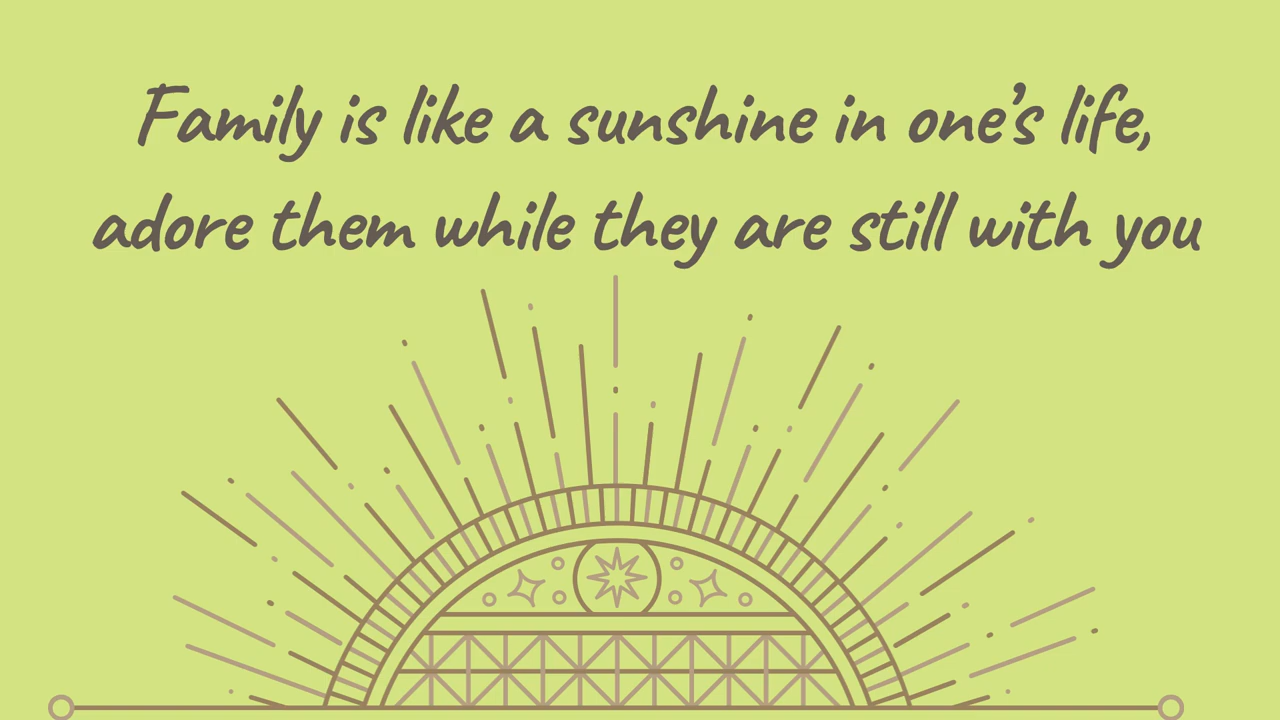 Family is like a sunshine in one’s life,
adore them while they are still with you